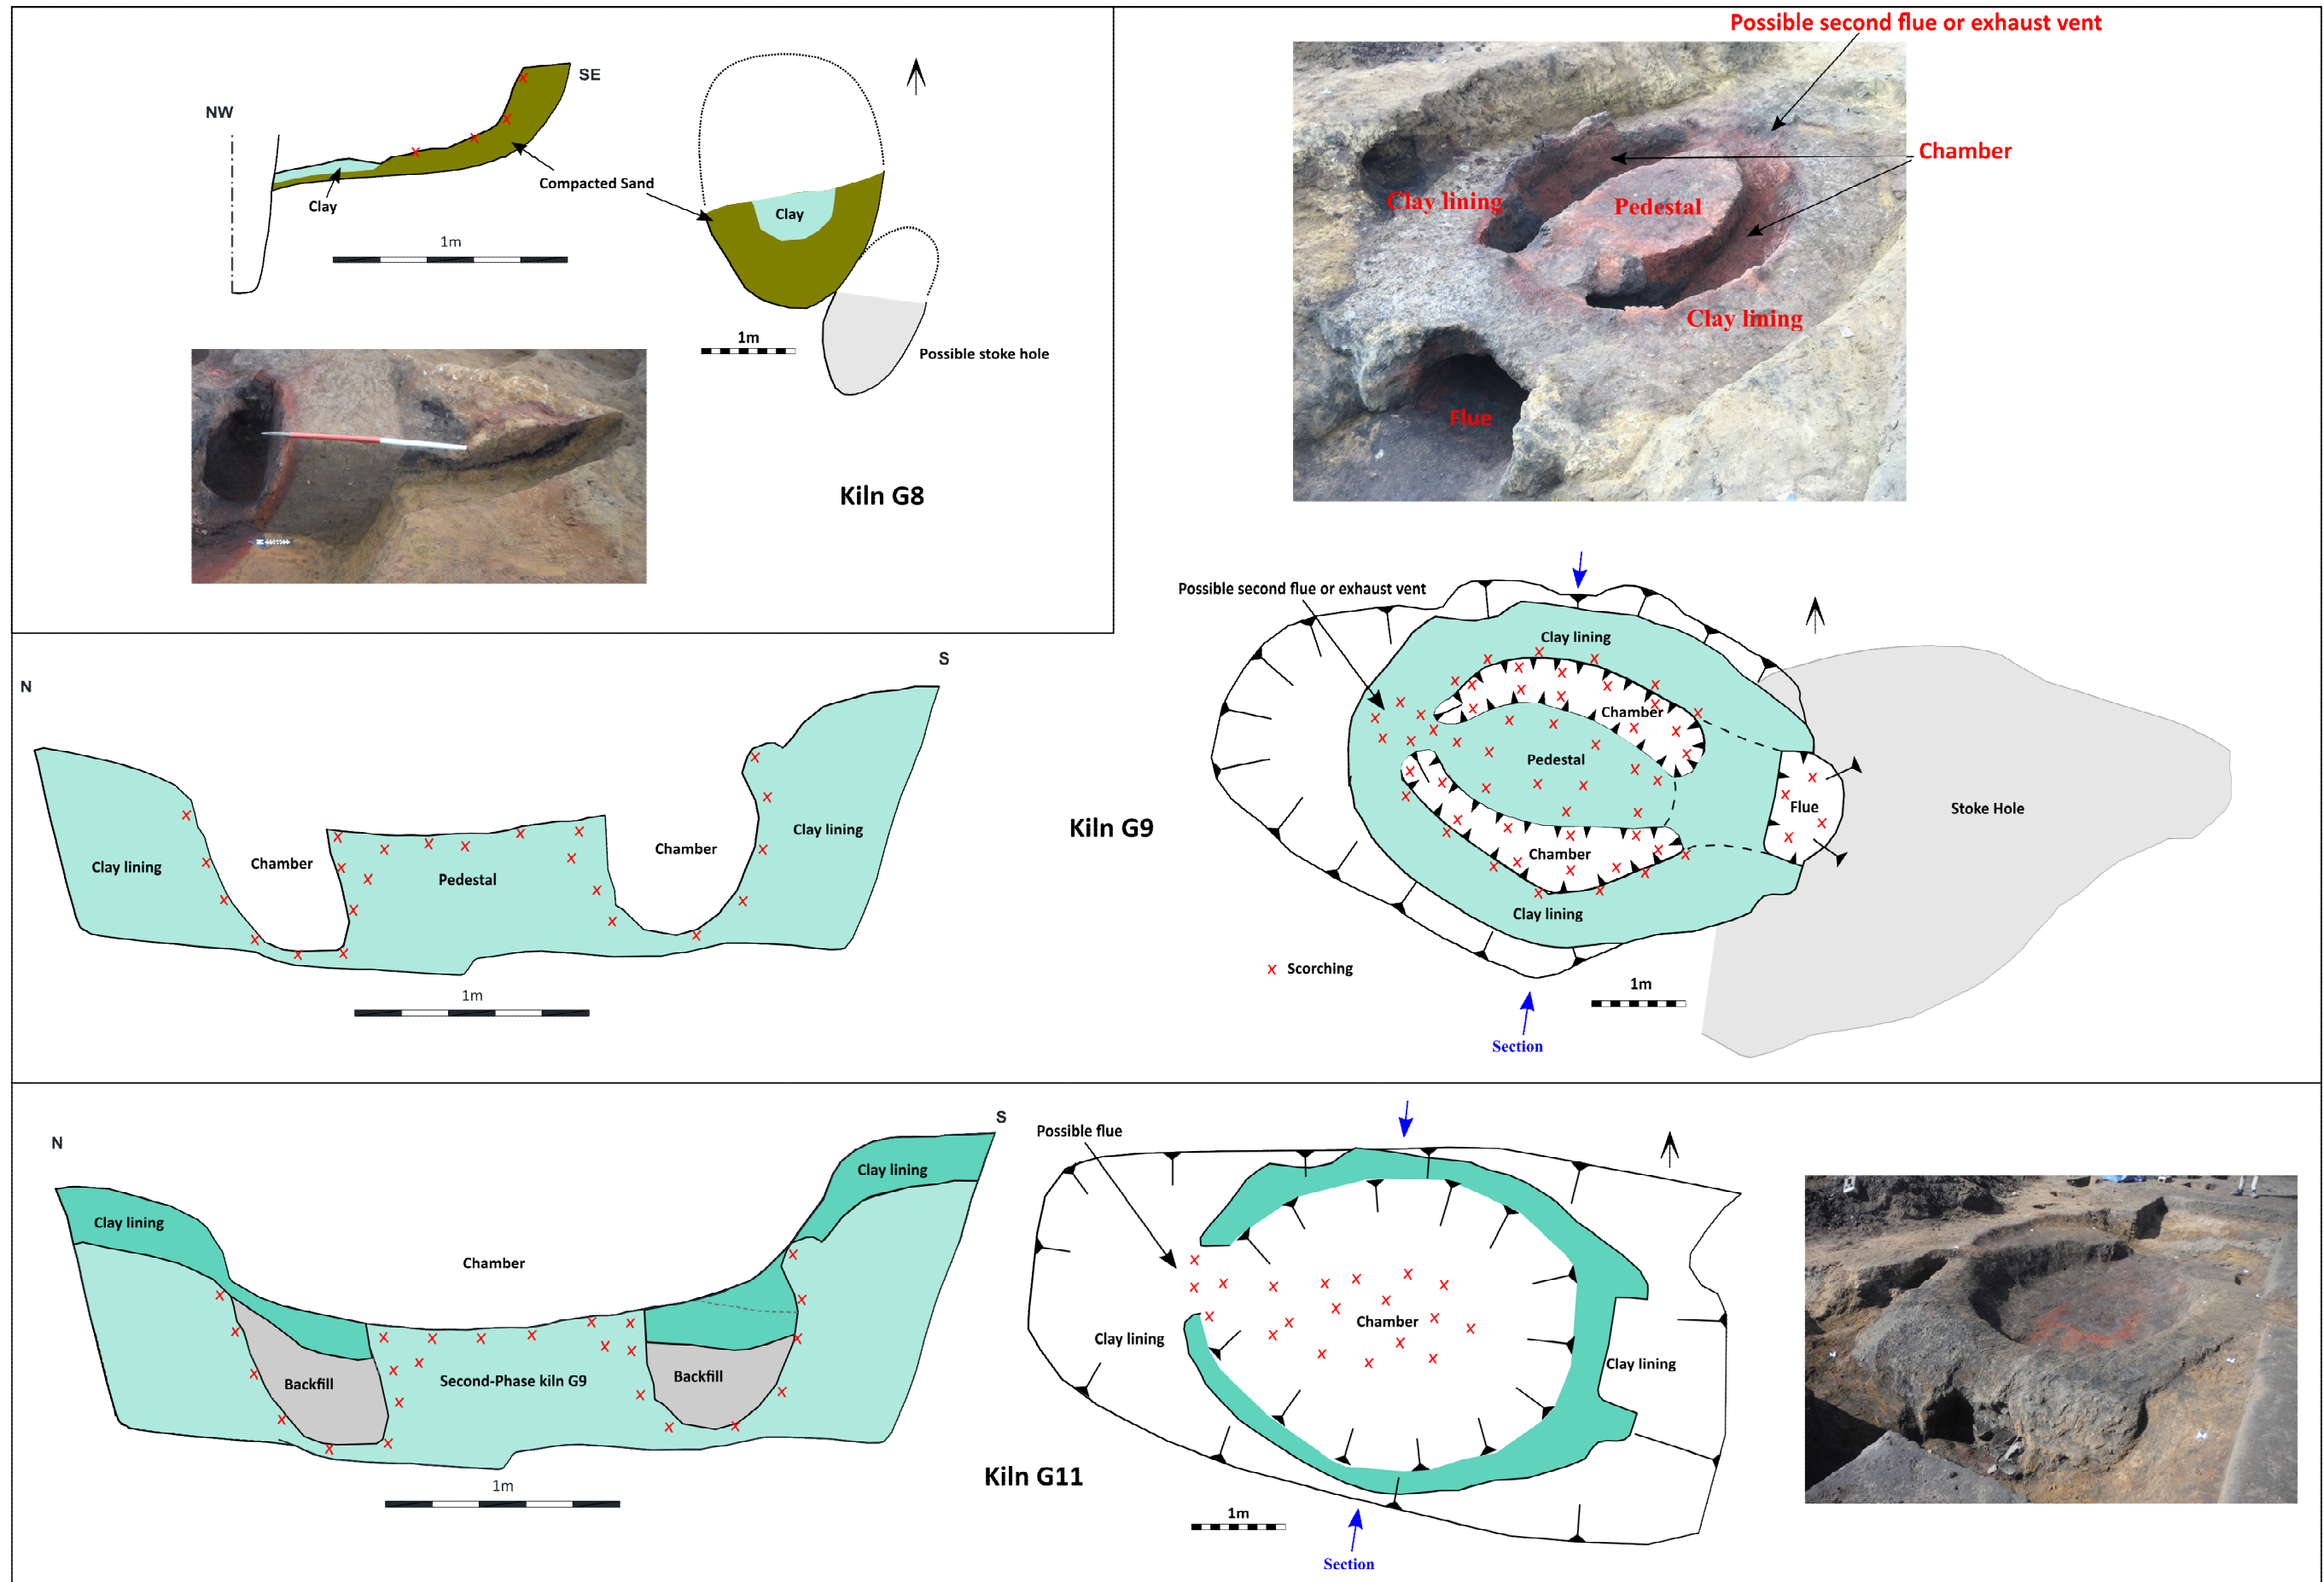 NW
SE
Clay
Compacted Sand
1m
Clay
1m
Possible stoke hole
Kiln G8
Possible second flue or exhaust vent
Chamber
Clay lining
Pedestal
Clay lining
Flue
N
S
Clay lining
Chamber
Pedestal
Chamber
Clay lining
1m
Kiln G9
Possible second flue or exhaust vent
Clay lining
Chamber
Pedestal
Flue
Stoke Hole
Chamber
Clay lining
x Scorching
1m
Section
N
S
Clay lining
Clay lining
Chamber
Backfill
Second-Phase kiln G9
Backfill
1m
Kiln G11
Possible flue
Clay lining
Chamber
Clay lining
1m
Section